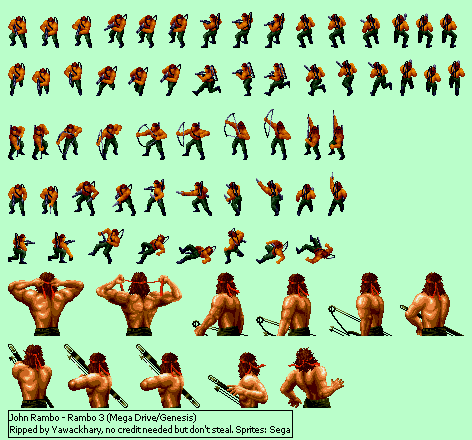 John Rambo - Rambo 3 (Mega Drive/Genesis)
Ripped by Yawackhary, no credit needed but don't steal. Sprites: Sega